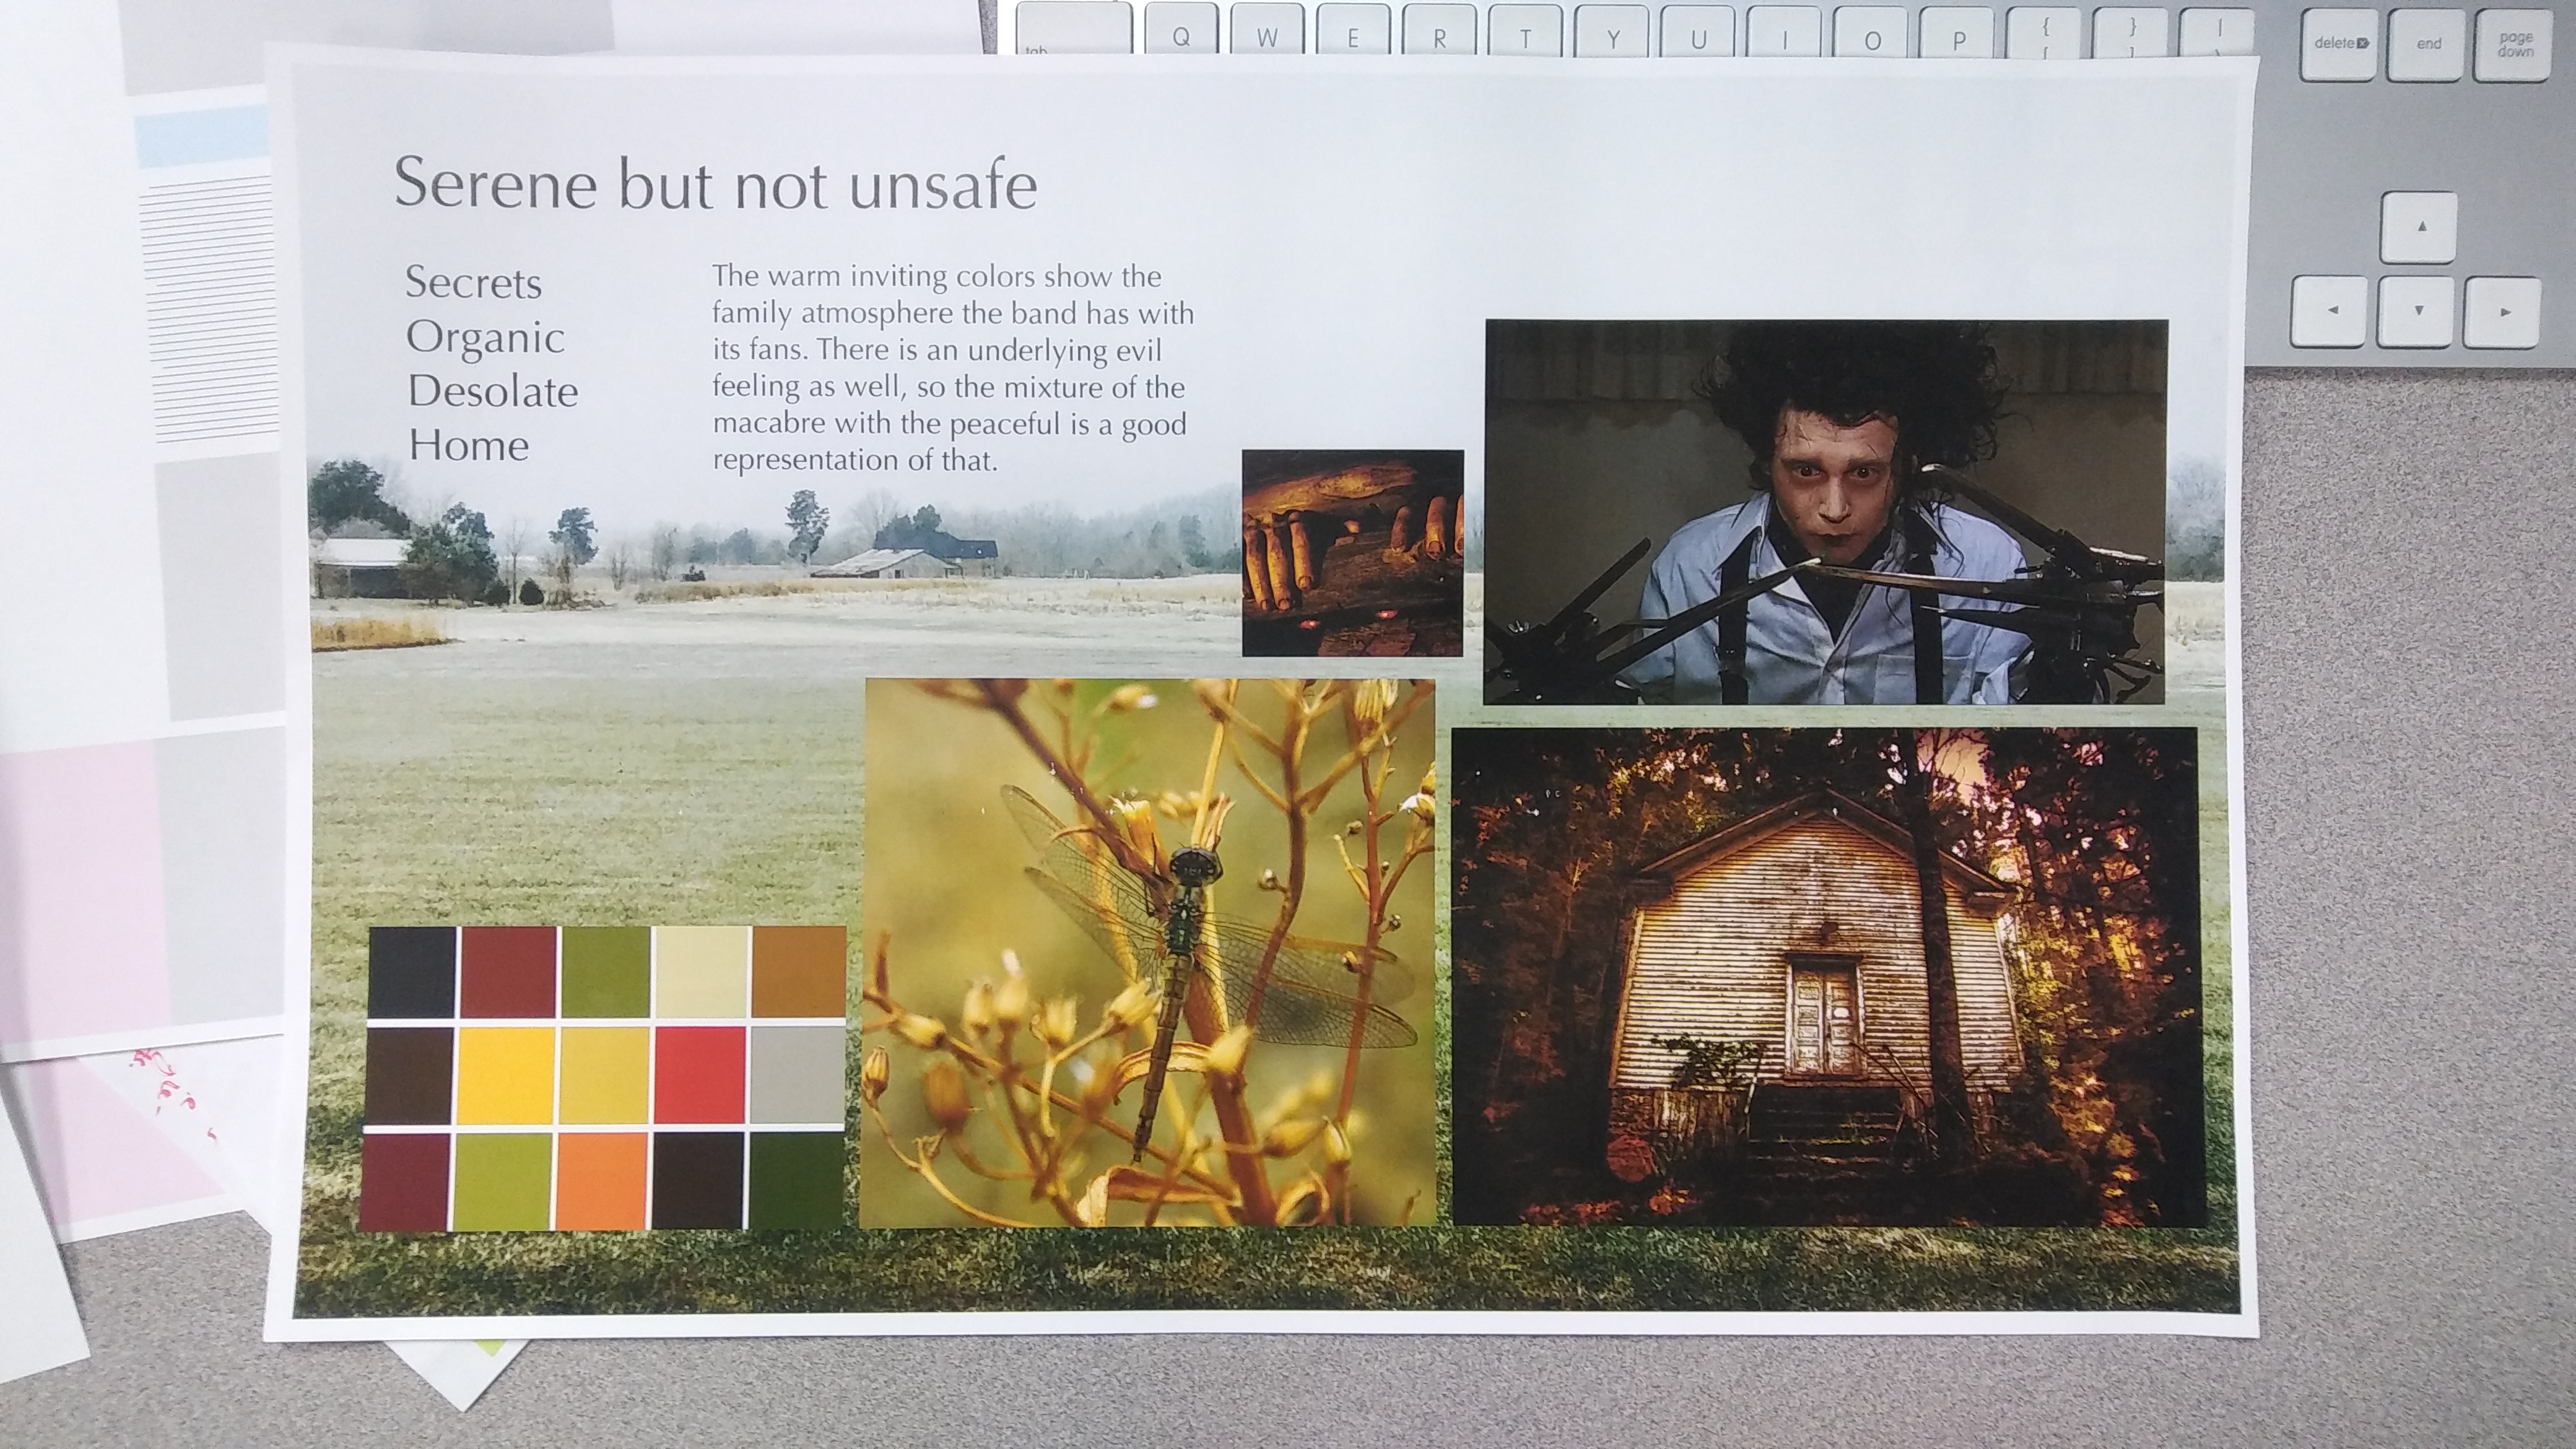 Serene but not unsafe
Secrets
Organic
Desolate
Home
The warm inviting colors show the
family atmosphere the band has with
its fans. There is an underlying evil
feeling as well, so the mixture of the
macabre with the peaceful is a good
representation of that.
tab
Q
W
E
R
T
Y
U
I
O
P
{
[
}
]
|
\
delete
end
page
down